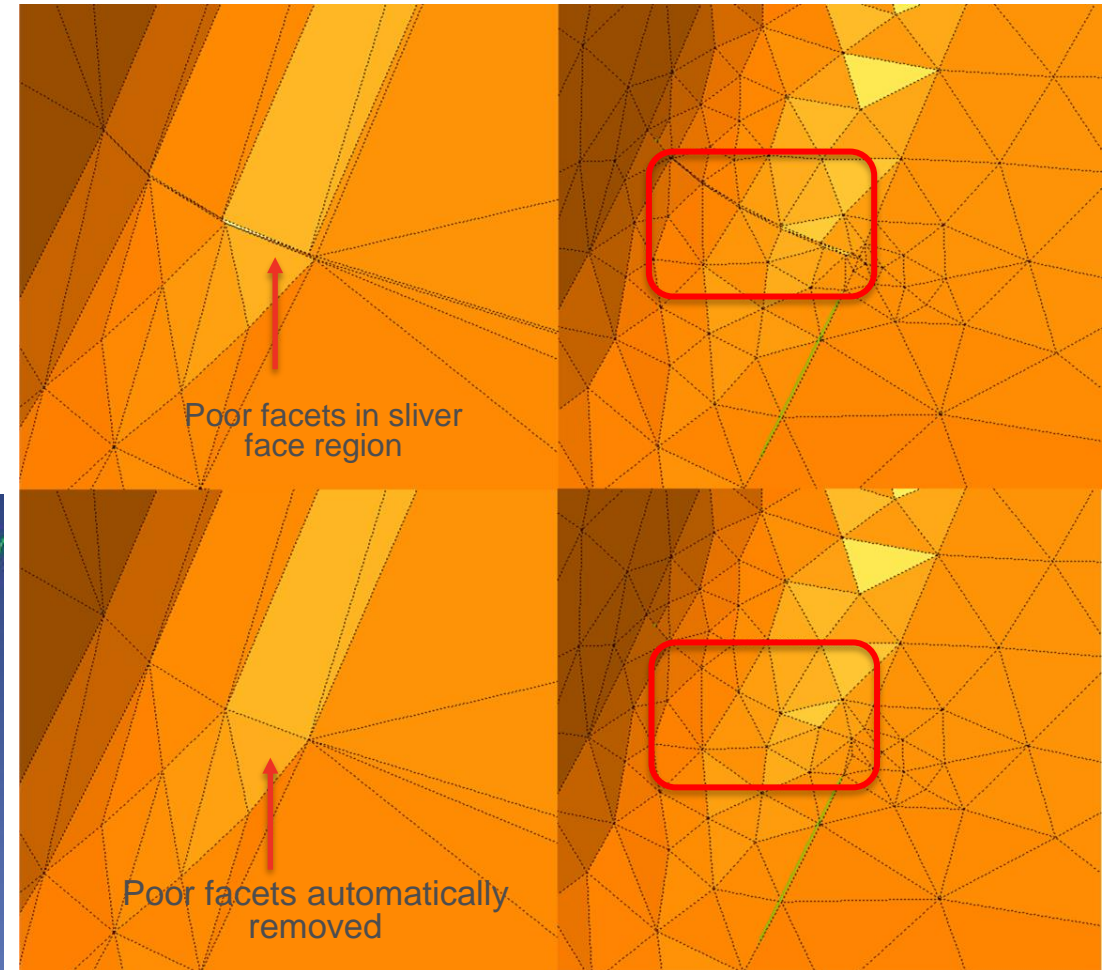 Poor facets in sliver
face region
Poor facets automatically
removed